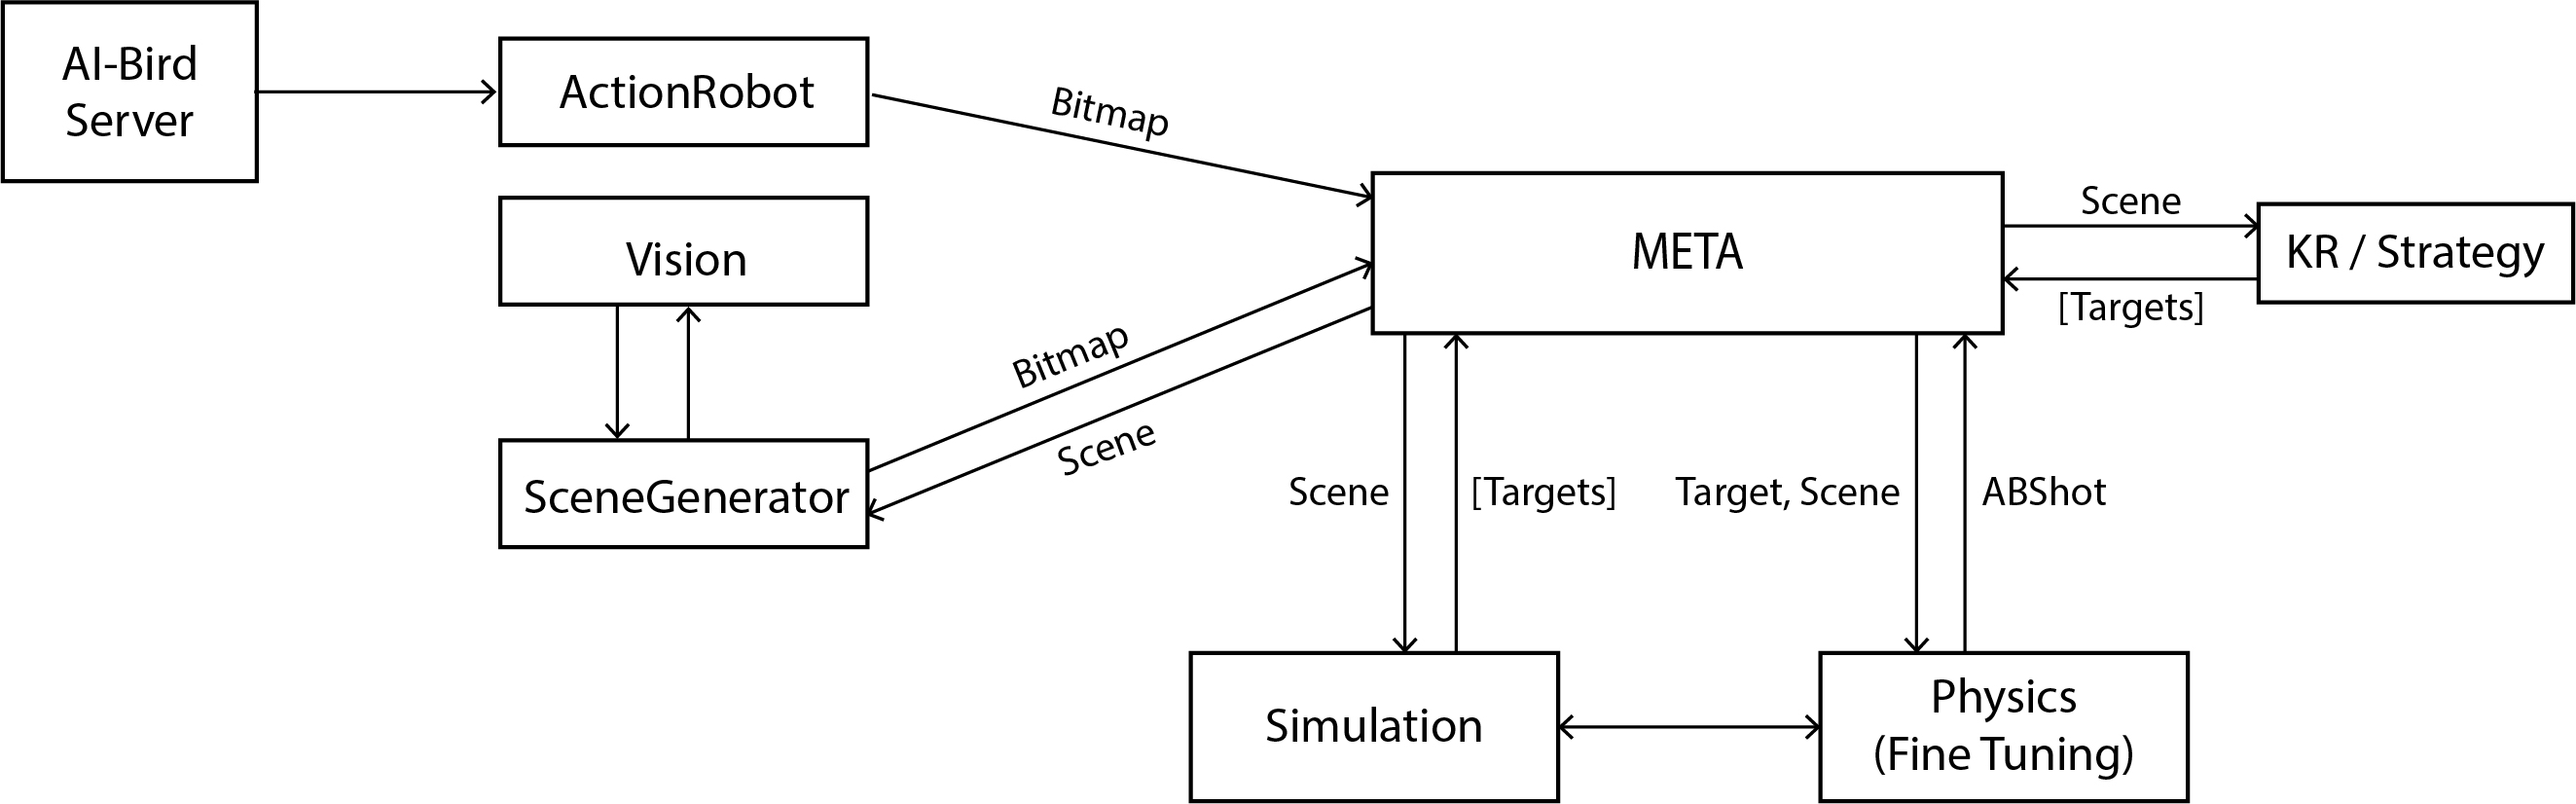 AI-Bird
Server
ActionRobot
Bitmap
Vision
META
Scene
KR / Strategy
[Targets]
Bitmap
Scene
SceneGenerator
Scene
[Targets]
Target, Scene
ABShot
Simulation
Physics
(Fine Tuning)